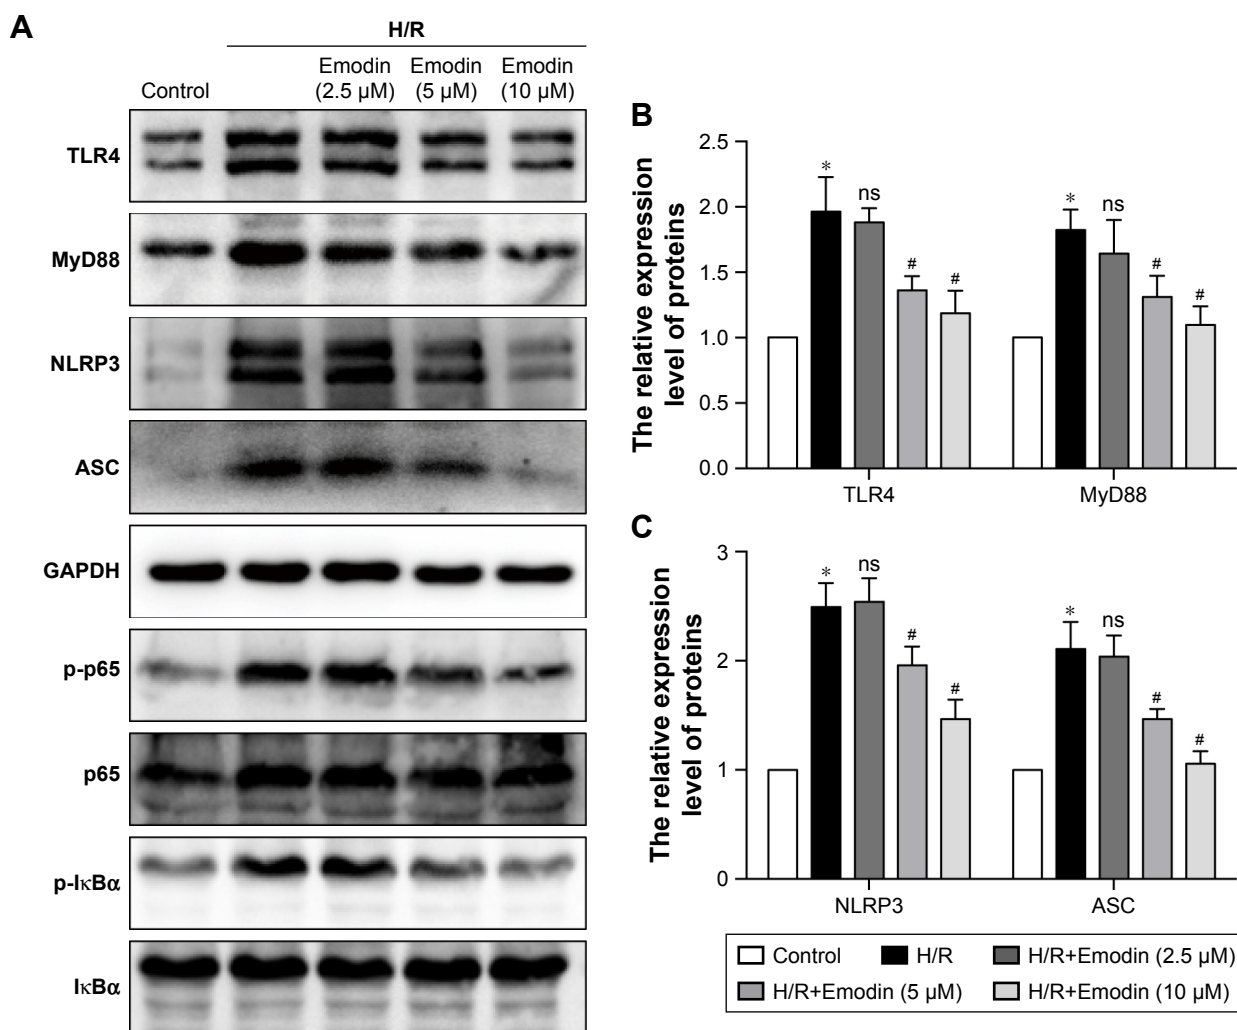 A
H/R
Control
Emodin (2.5 µM)
Emodin (5 µM)
Emodin (10 µM)
TLR4
MyD88
NLRP3
ASC
GAPDH
p-p65
p65
p-IκBα
IκBα
B
The relative expression
level of proteins
2.5
2.0
1.5
1.0
0.5
0.0
*
ns
#
#
*
ns
#
#
TLR4
MyD88
C
The relative expression
level of proteins
3
2
1
0
*
ns
#
#
*
ns
#
#
NLRP3
ASC
Control
H/R
H/R+Emodin (2.5 µM)
H/R+Emodin (5 µM)
H/R+Emodin (10 µM)